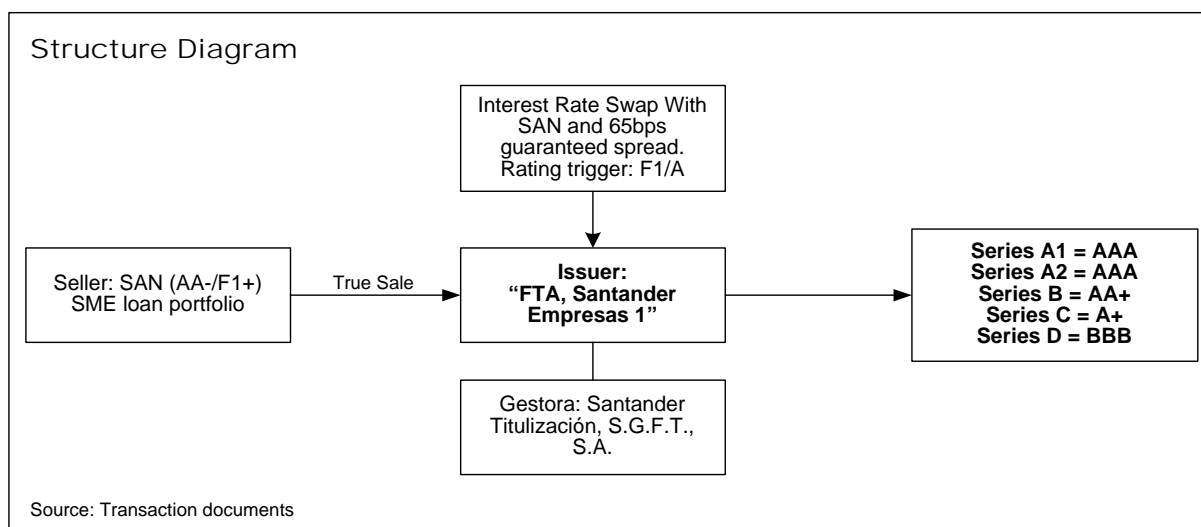 Structure Diagram
Interest Rate Swap With
SAN and 65bps
guaranteed spread.
Rating trigger: F1/A
Seller: SAN (AA-/F1+)
SME loan portfolio
True Sale
Issuer:
“FTA, Santander
Empresas 1”
Series A1 = AAA
Series A2 = AAA
Series B = AA+
Series C = A+
Series D = BBB
Gestora: Santander
Titulización, S.G.F.T.,
S.A.
Source: Transaction documents